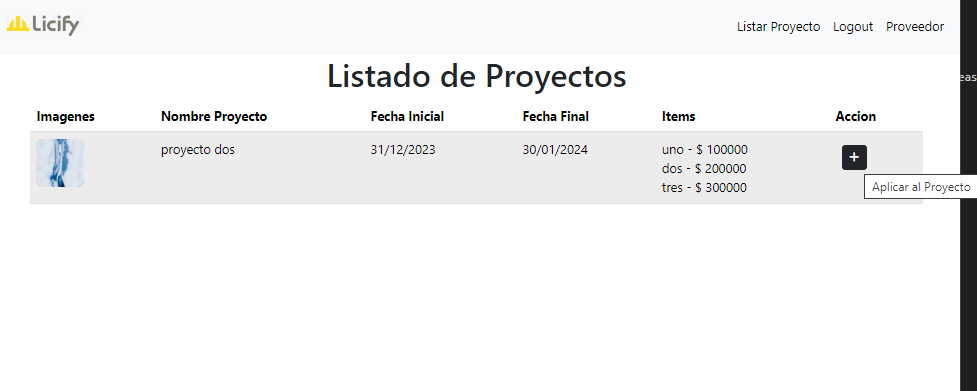 Licify
Listar Proyecto Logout Proveedor
eas
Listado de Proyectos
Imagenes Nombre Proyecto Fecha Inicial Fecha Final Items Accion
proyecto dos 31/12/2023 30/01/2024 uno - $ 100000
dos - $ 200000
tres - $ 300000
+
Aplicar al Proyecto